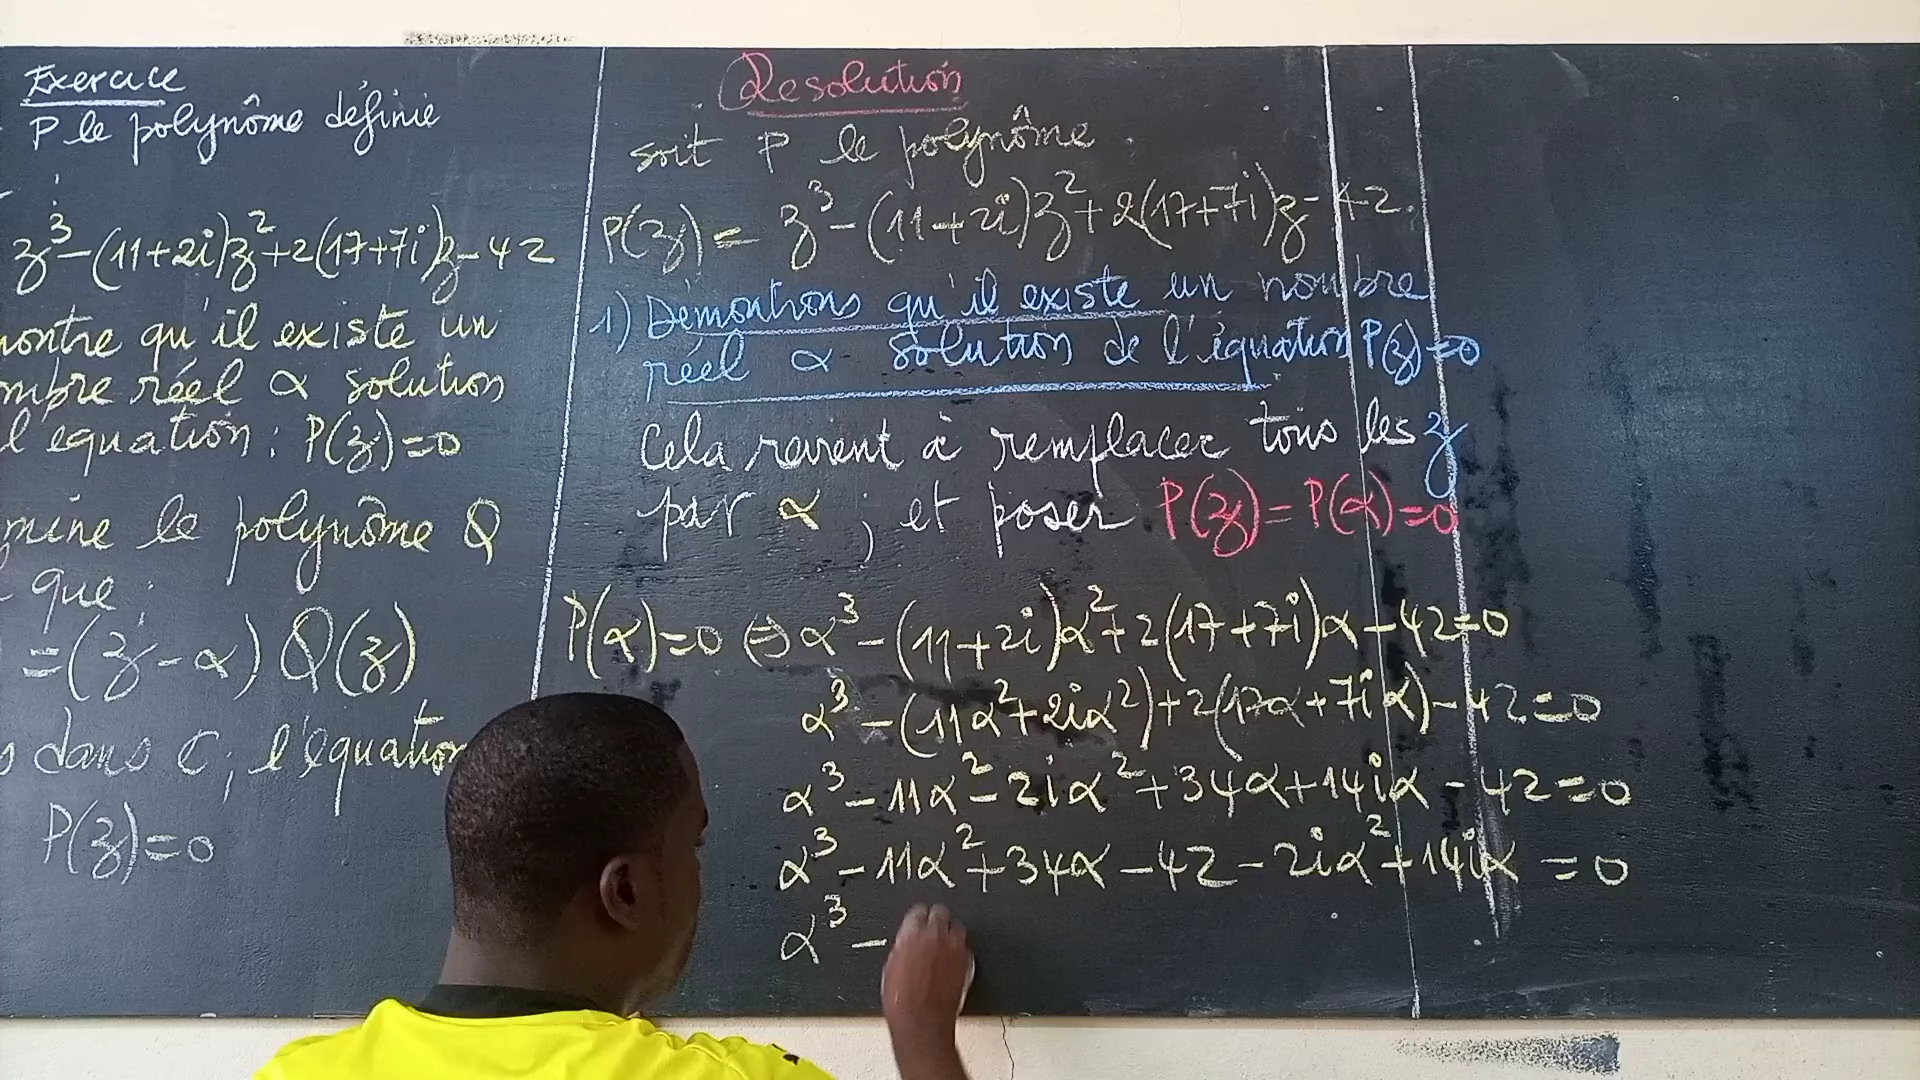 Exercice
P le polynôme définie
z³-(11+2i)z²+2(17+7i)z-42
montre qu'il existe un
mbre réel α solution
l'équation : P(z)=0
mine le polynôme Q
que :
=(z-α) Q(z)
s dans C, l'équation
P(z)=0
Resolution
soit P le polynôme
P(z) = z³-(11+2i)z²+2(17+7i)z-42.
1) Démontrons qu'il existe un nombre
réel α solution de l'équation P(z)=0
Cela revient à remplacer tous les z
par α ; et poser P(z)=P(α)=0
P(α)=0 ⇔ α³-(11+2i)α²+2(17+7i)α-42=0
α³-(11α²+2iα²)+2(17α+7iα)-42=0
α³-11α²-2iα²+34α+14iα-42=0
α³-11α²+34α-42-2iα²+14iα=0
α³-